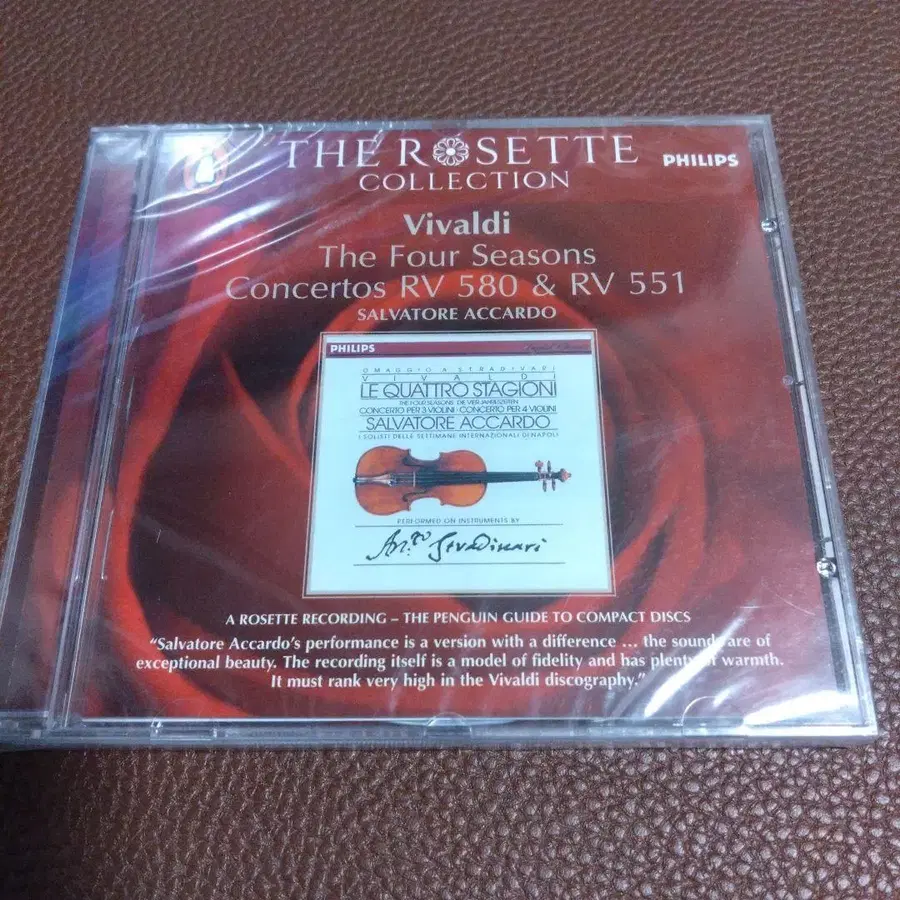 THE ROSETTE
COLLECTION
PHILIPS
Vivaldi
The Four Seasons
Concertos RV 580 & RV 551
SALVATORE ACCARDO
PHILIPS
OMAGGIO A STRADIVARI
VIVALDI
LE QUATTRO STAGIONI
THE FOUR SEASONS · DIE VIER JAHRESZEITEN
CONCERTO PER 3 VIOLINI · CONCERTO PER 4 VIOLINI
SALVATORE ACCARDO
I SOLISTI DELLE SETTIMANE INTERNAZIONALI DI NAPOLI
PERFORMED ON INSTRUMENTS BY
Ant.º Stradivari
A ROSETTE RECORDING – THE PENGUIN GUIDE TO COMPACT DISCS
“Salvatore Accardo’s performance is a version with a difference ... the sound are of
exceptional beauty. The recording itself is a model of fidelity and has plenty of warmth.
It must rank very high in the Vivaldi discography.”